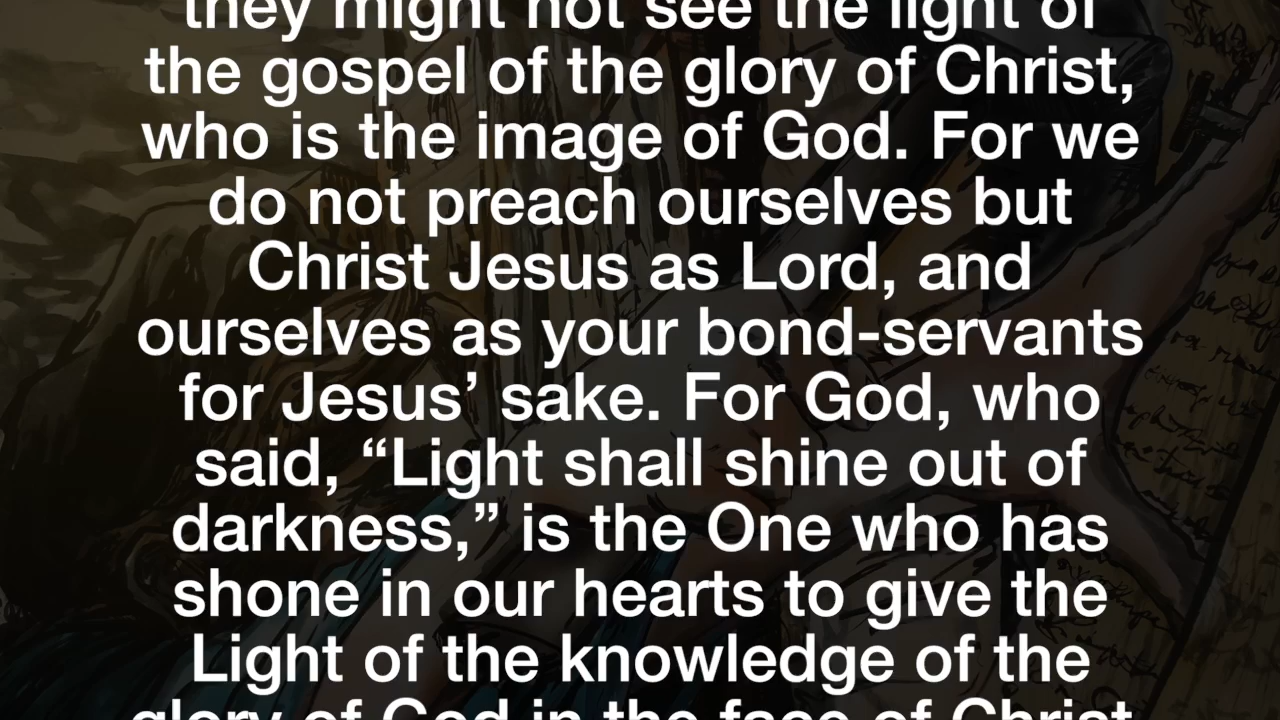 they might not see the light of
the gospel of the glory of Christ,
who is the image of God. For we
do not preach ourselves but
Christ Jesus as Lord, and
ourselves as your bond-servants
for Jesus’ sake. For God, who
said, “Light shall shine out of
darkness,” is the One who has
shone in our hearts to give the
Light of the knowledge of the
glory of God in the face of Christ